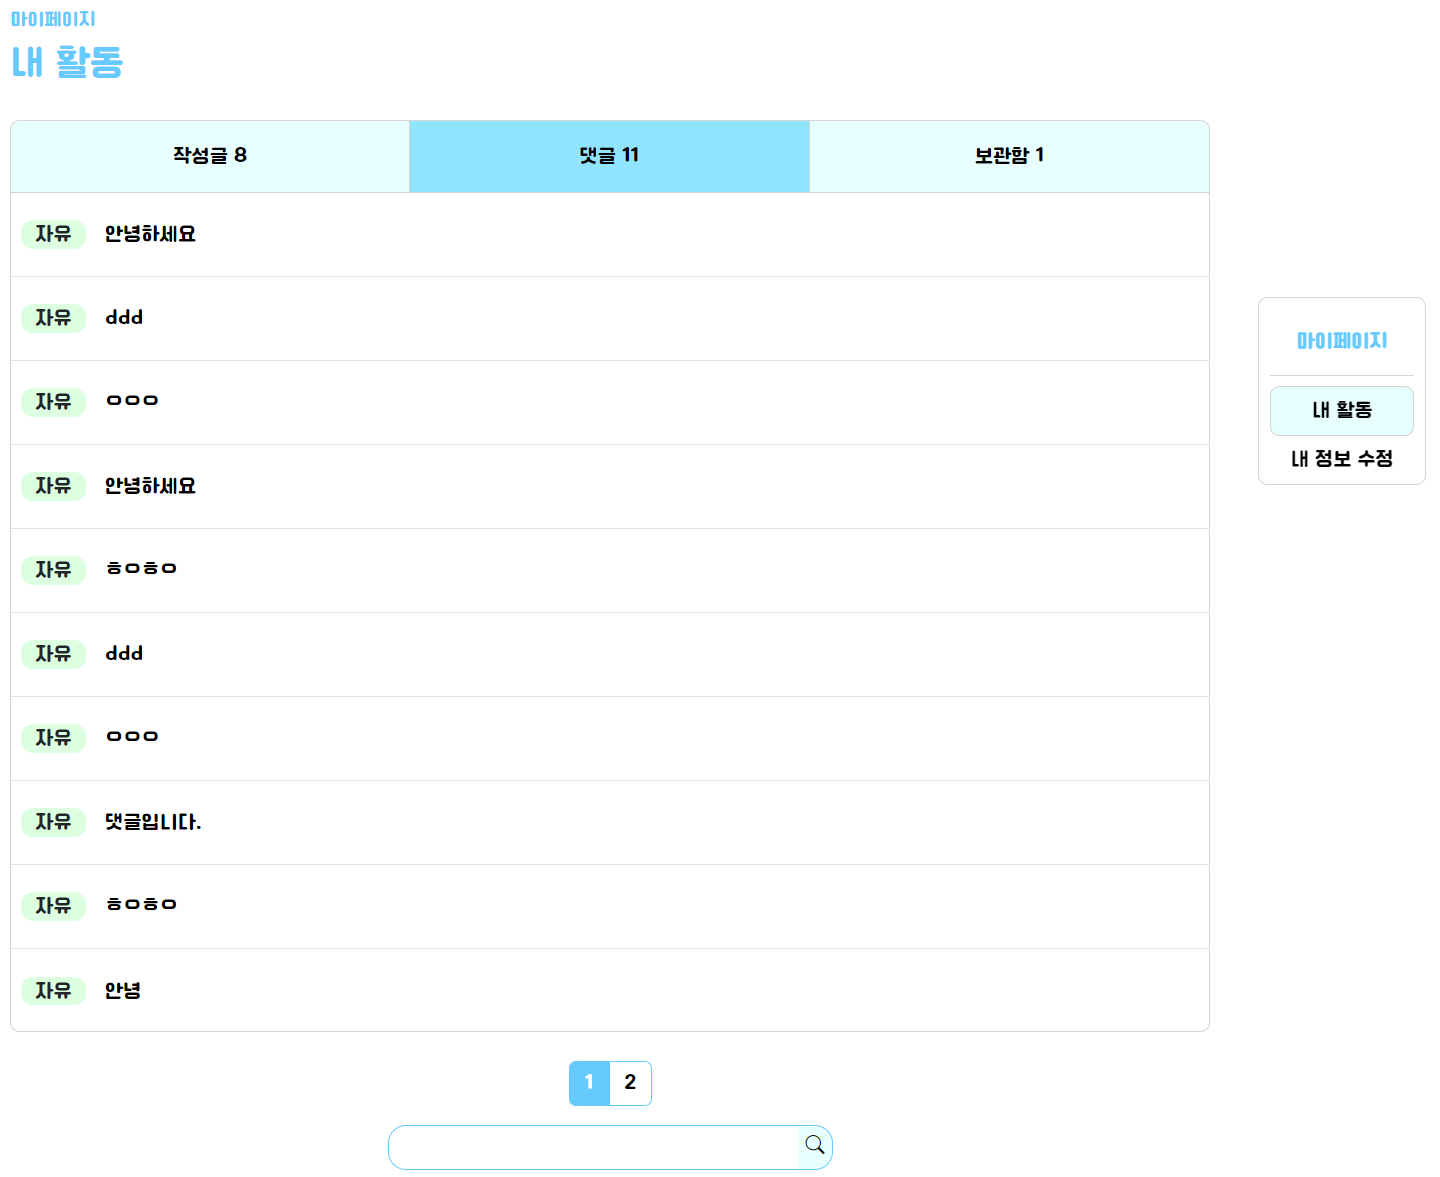 마이페이지
내 활동
작성글 8 댓글 11 보관함 1
자유 안녕하세요
자유 ddd
자유 ㅇㅇㅇ
자유 안녕하세요
자유 ㅎㅇㅎㅇ
자유 ddd
자유 ㅇㅇㅇ
자유 댓글입니다.
자유 ㅎㅇㅎㅇ
자유 안녕
1 2
마이페이지
내 활동
내 정보 수정